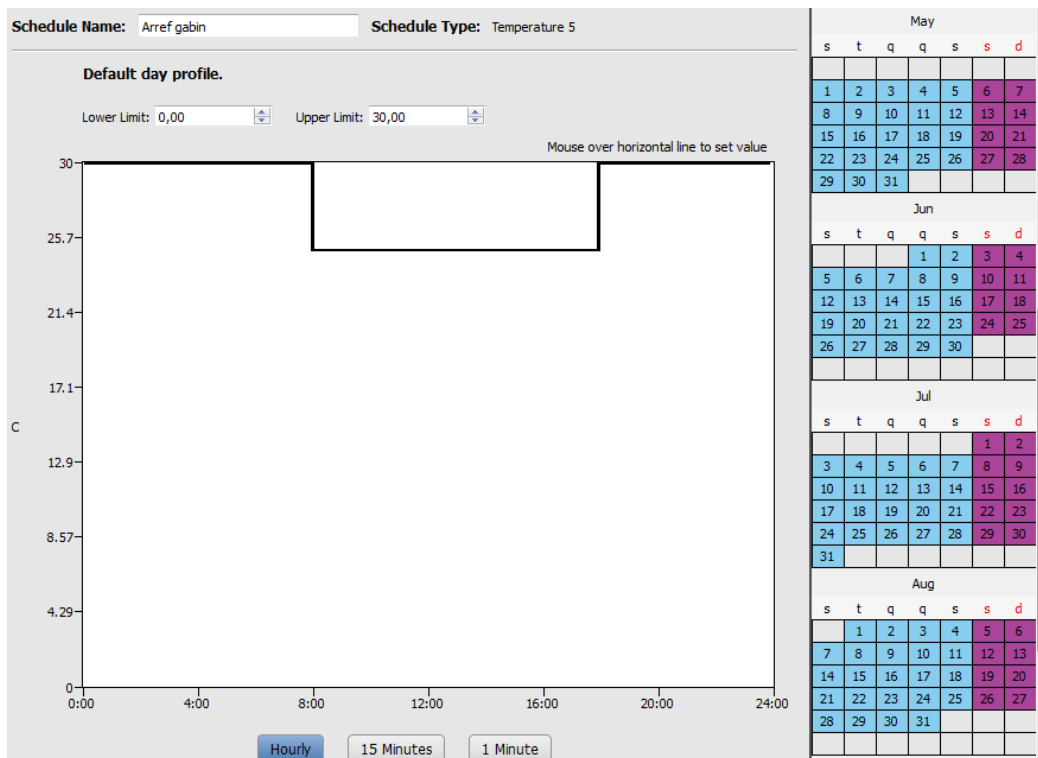 Schedule Name: Arref gabin Schedule Type: Temperature 5
Default day profile.
Lower Limit: 0,00 Upper Limit: 30,00
Mouse over horizontal line to set value
30
25.7
21.4
17.1
C
12.9
8.57
4.29
0
0:00 4:00 8:00 12:00 16:00 20:00 24:00
Hourly 15 Minutes 1 Minute
May
s t q q s s d
1 2 3 4 5 6 7
8 9 10 11 12 13 14
15 16 17 18 19 20 21
22 23 24 25 26 27 28
29 30 31
Jun
s t q q s s d
1 2 3 4
5 6 7 8 9 10 11
12 13 14 15 16 17 18
19 20 21 22 23 24 25
26 27 28 29 30
Jul
s t q q s s d
1 2
3 4 5 6 7 8 9
10 11 12 13 14 15 16
17 18 19 20 21 22 23
24 25 26 27 28 29 30
31
Aug
s t q q s s d
1 2 3 4 5 6
7 8 9 10 11 12 13
14 15 16 17 18 19 20
21 22 23 24 25 26 27
28 29 30 31